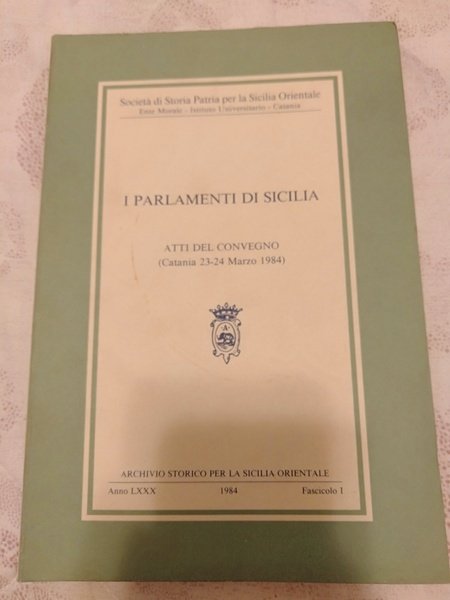 Società di Storia Patria per la Sicilia Orientale
Ente Morale - Istituto Universitario - Catania
I PARLAMENTI DI SICILIA
ATTI DEL CONVEGNO
(Catania 23-24 Marzo 1984)
ARCHIVIO STORICO PER LA SICILIA ORIENTALE
Anno LXXX 1984 Fascicolo I